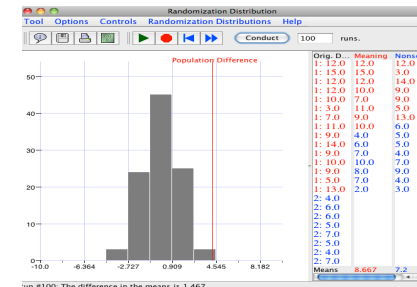 Randomization Distribution
Tool Options Controls Randomization Distributions Help
Conduct 100 runs.
Population Difference
50
40
30
20
10
0
-10.0 -6.364 -2.727 0.909 4.545 8.182
Orig. D... Meaning Nonse
1: 12.0 12.0 12.0
1: 15.0 15.0 3.0
1: 12.0 12.0 14.0
1: 12.0 10.0 9.0
1: 10.0 7.0 9.0
1: 3.0 11.0 5.0
1: 7.0 9.0 13.0
1: 11.0 10.0 6.0
1: 9.0 4.0 5.0
1: 14.0 6.0 5.0
1: 9.0 7.0 4.0
1: 10.0 10.0 7.0
1: 9.0 8.0 9.0
1: 5.0 7.0 4.0
1: 13.0 2.0 3.0
2: 4.0
2: 6.0
2: 6.0
2: 5.0
2: 7.0
2: 5.0
2: 4.0
2: 7.0
Means 8.667 7.2
un #100: The difference in the means is 1.467